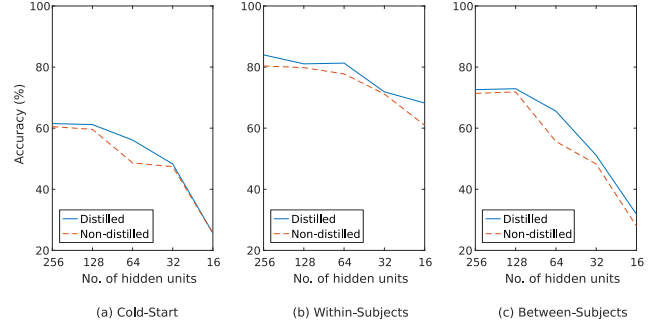 100
80
60
40
20
Accuracy (%)
Distilled
Non-distilled
256 128 64 32 16
No. of hidden units
(a) Cold-Start
100
80
60
40
20
Distilled
Non-distilled
256 128 64 32 16
No. of hidden units
(b) Within-Subjects
100
80
60
40
20
Distilled
Non-distilled
256 128 64 32 16
No. of hidden units
(c) Between-Subjects